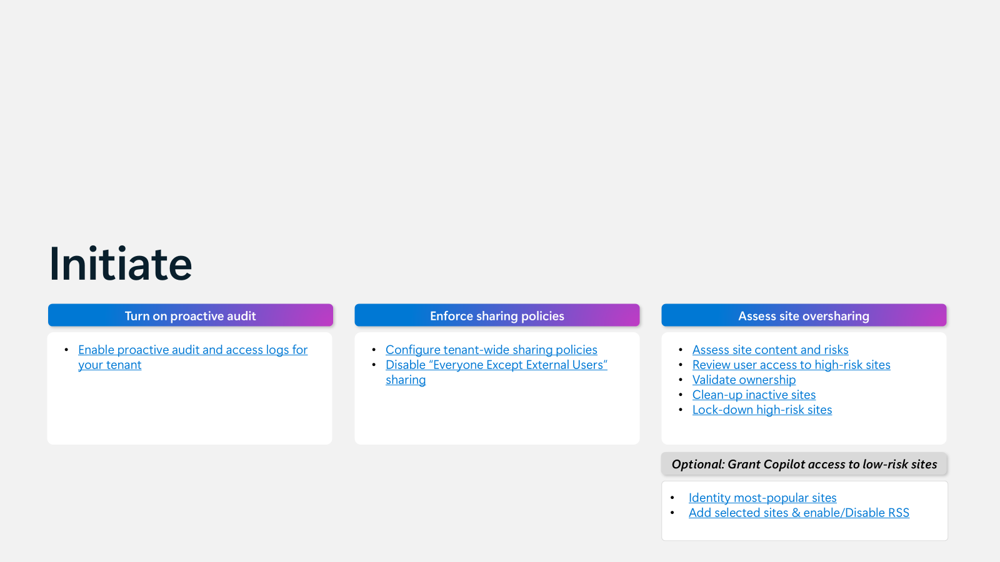 Initiate
Turn on proactive audit
• Enable proactive audit and access logs for
your tenant
Enforce sharing policies
• Configure tenant-wide sharing policies
• Disable “Everyone Except External Users”
sharing
Assess site oversharing
• Assess site content and risks
• Review user access to high-risk sites
• Validate ownership
• Clean-up inactive sites
• Lock-down high-risk sites
Optional: Grant Copilot access to low-risk sites
• Identity most-popular sites
• Add selected sites & enable/Disable RSS